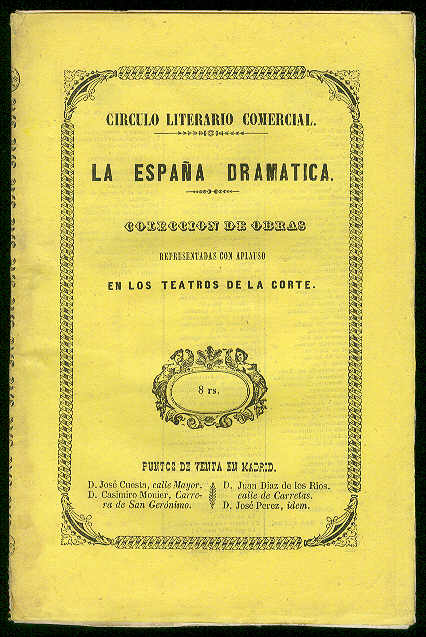 CIRCULO LITERARIO COMERCIAL.
LA ESPAÑA DRAMATICA.
COLECCION DE OBRAS
REPRESENTADAS CON APLAUSO
EN LOS TEATROS DE LA CORTE.
8 rs.
PUNTOS DE VENTA EN MADRID.
D. José Cuesta, calle Mayor.
D. Casimiro Monier, Carre-
ra de San Gerónimo.
D. Juan Diaz de los Rios.
calle de Carretas.
D. José Perez, idem.